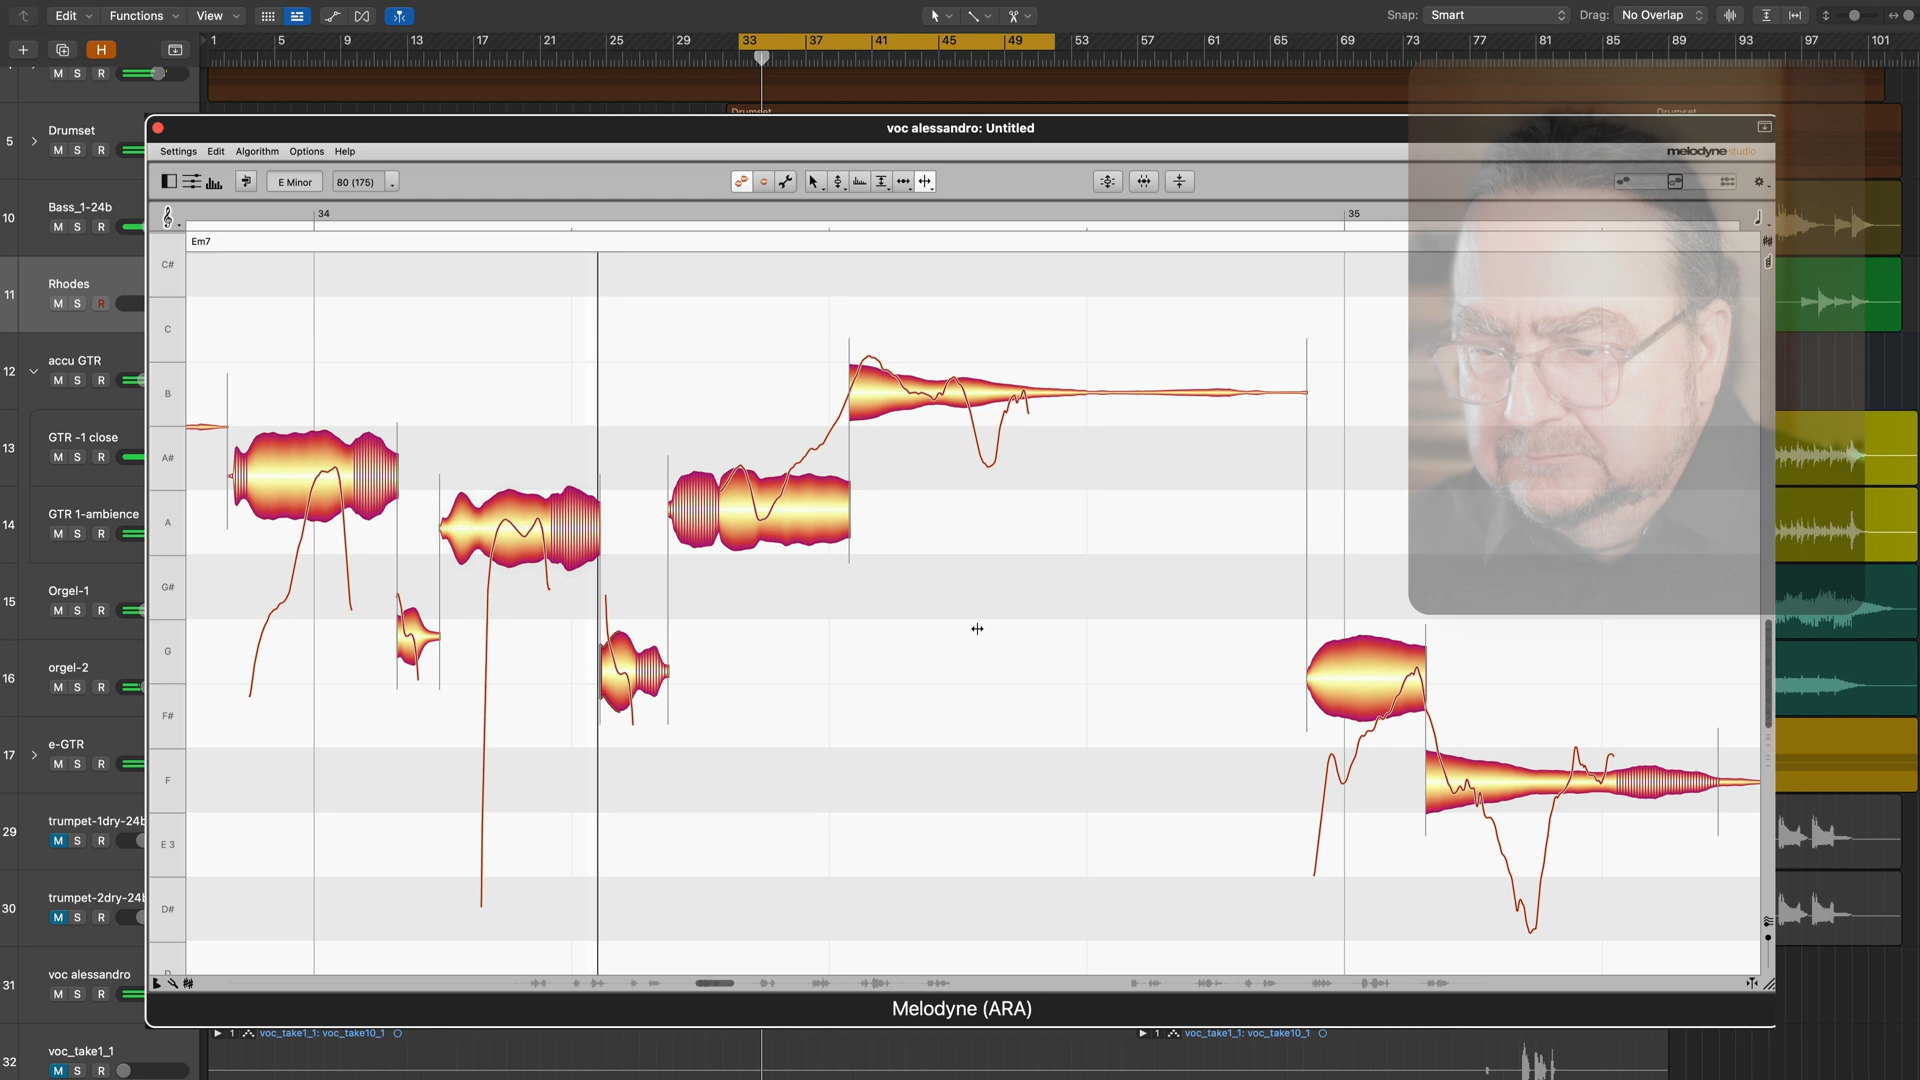 Edit Functions View Snap: Smart Drag: No Overlap
+ H 1 5 9 13 17 21 25 29 33 37 41 45 49 53 57 61 65 69 73 77 81 85 89 93 97 101
M S R
Drumset Drumset
voc alessandro: Untitled
5 Drumset
M S R
Settings Edit Algorithm Options Help
melodyne studio
E Minor 80 (175)
10 Bass_1-24b
M S R
34 35
Em7
C#
11 Rhodes
M S R
C
12 accu GTR
M S R
B
13 GTR -1 close
M S R
A#
14 GTR 1-ambience
M S R
A
15 Orgel-1
M S R
G#
16 orgel-2
M S R
G
F#
17 e-GTR
M S R
F
29 trumpet-1dry-24b
M S R
E 3
30 trumpet-2dry-24b
M S R
D#
D
31 voc alessandro
M S R
Melodyne (ARA)
1 voc_take1_1: voc_take10_1 1 voc_take1_1: voc_take10_1
32 voc_take1_1
M S R